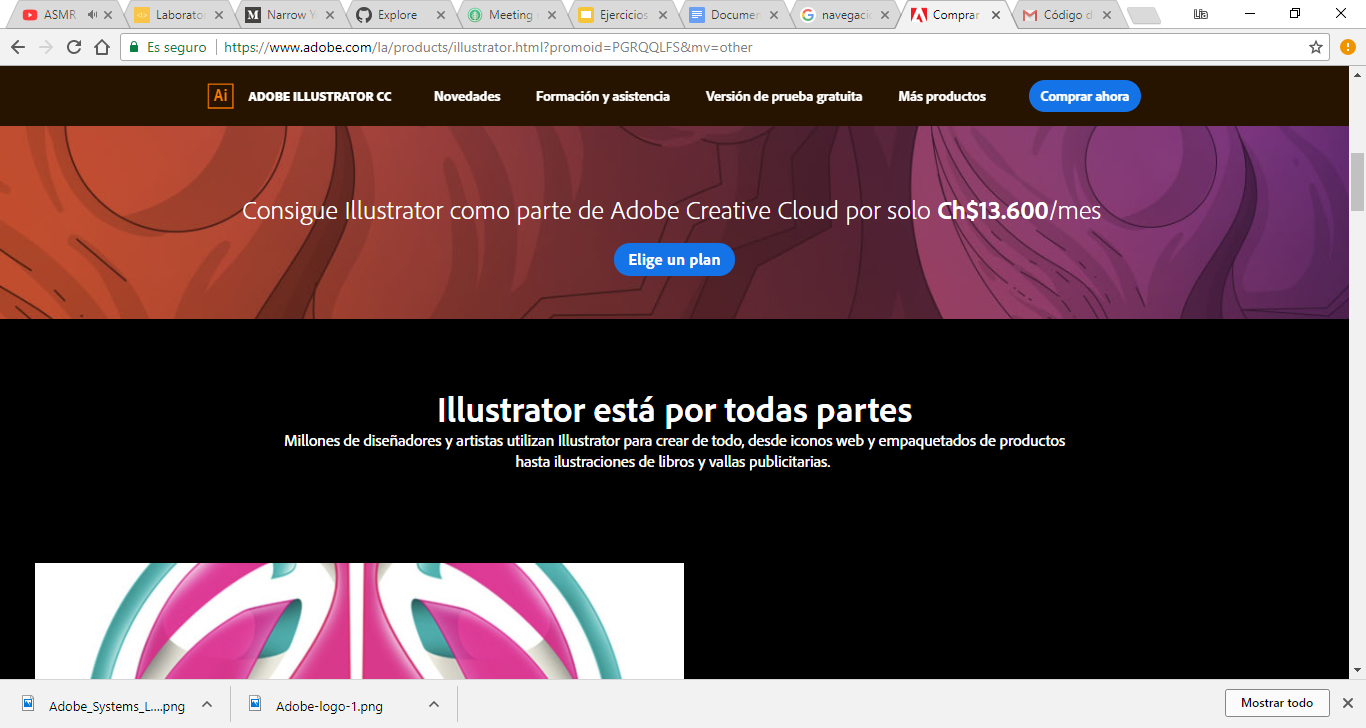 ASMR
Laborato
Narrow Y
Explore
Meeting
Ejercicios
Documen
navegaci
Comprar
Código d
Es seguro
https://www.adobe.com/la/products/illustrator.html?promoid=PGRQQLFS&mv=other
Ai
ADOBE ILLUSTRATOR CC
Novedades
Formación y asistencia
Versión de prueba gratuita
Más productos
Comprar ahora
Consigue Illustrator como parte de Adobe Creative Cloud por solo Ch$13.600/mes
Elige un plan
Illustrator está por todas partes
Millones de diseñadores y artistas utilizan Illustrator para crear de todo, desde iconos web y empaquetados de productos
hasta ilustraciones de libros y vallas publicitarias.
Adobe_Systems_L....png
Adobe-logo-1.png
Mostrar todo